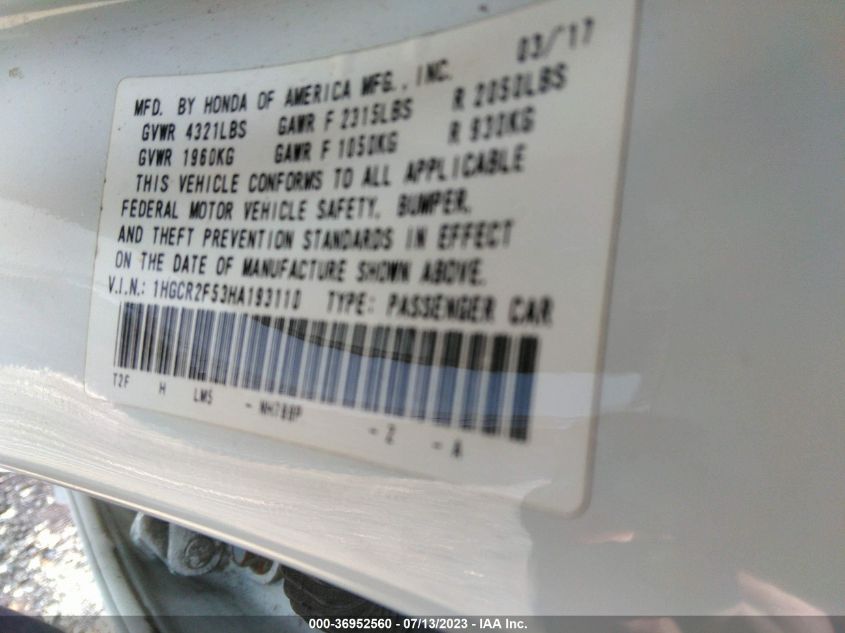 03/'17
MFD. BY HONDA OF AMERICA MFG., INC.
GVWR 4321LBS GAWR F 2315LBS R 2050LBS
GVWR 1960KG GAWR F 1050KG R 930KG
THIS VEHICLE CONFORMS TO ALL APPLICABLE
FEDERAL MOTOR VEHICLE SAFETY, BUMPER,
AND THEFT PREVENTION STANDARDS IN EFFECT
ON THE DATE OF MANUFACTURE SHOWN ABOVE.
V.I.N.: 1HGCR2F53HA193110 TYPE: PASSENGER CAR
T2F H LM5 - NH788P - Z - A
000-36952560 - 07/13/2023 - IAA Inc.